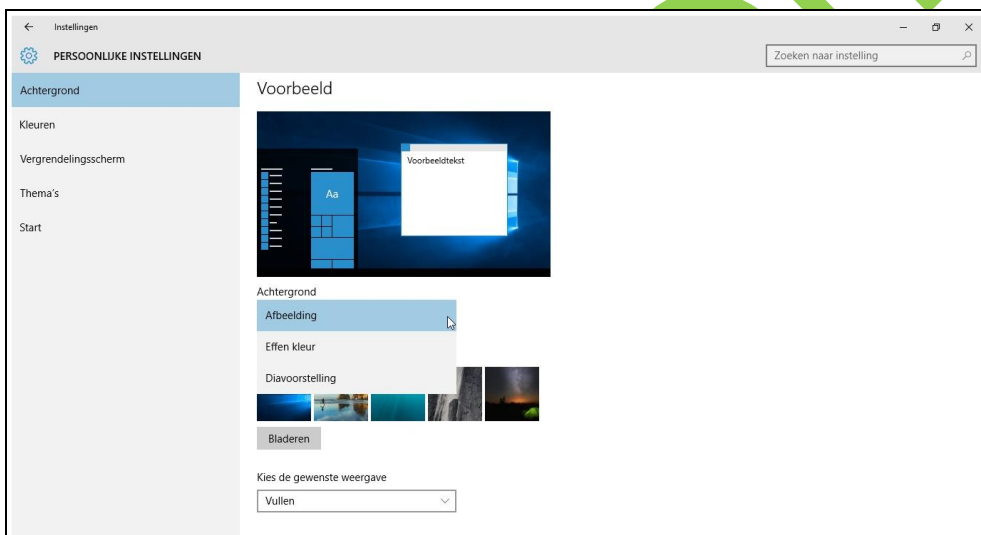 Instellingen
PERSOONLIJKE INSTELLINGEN
Zoeken naar instelling
Achtergrond
Kleuren
Vergrendelingsscherm
Thema's
Start
Voorbeeld
Voorbeeldtekst
Aa
Achtergrond
Afbeelding
Effen kleur
Diavoorstelling
Bladeren
Kies de gewenste weergave
Vullen